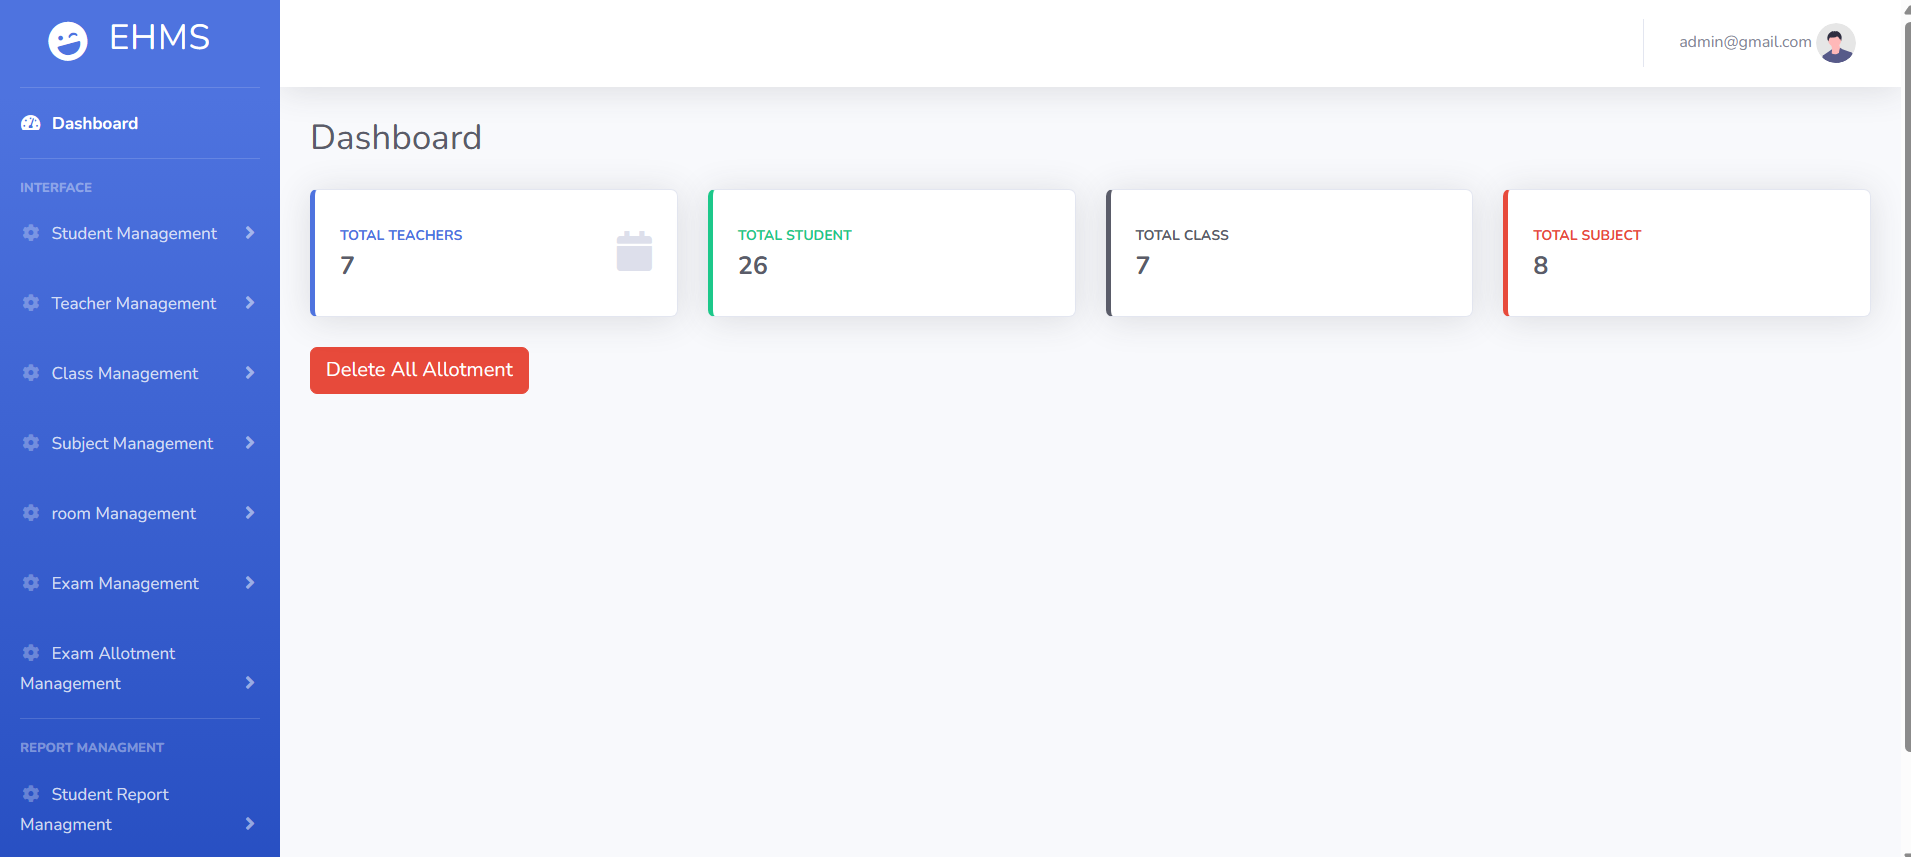 EHMS
admin@gmail.com
Dashboard
INTERFACE
Student Management
Teacher Management
Class Management
Subject Management
room Management
Exam Management
Exam Allotment
Management
REPORT MANAGMENT
Student Report
Managment
Dashboard
TOTAL TEACHERS
7
TOTAL STUDENT
26
TOTAL CLASS
7
TOTAL SUBJECT
8
Delete All Allotment